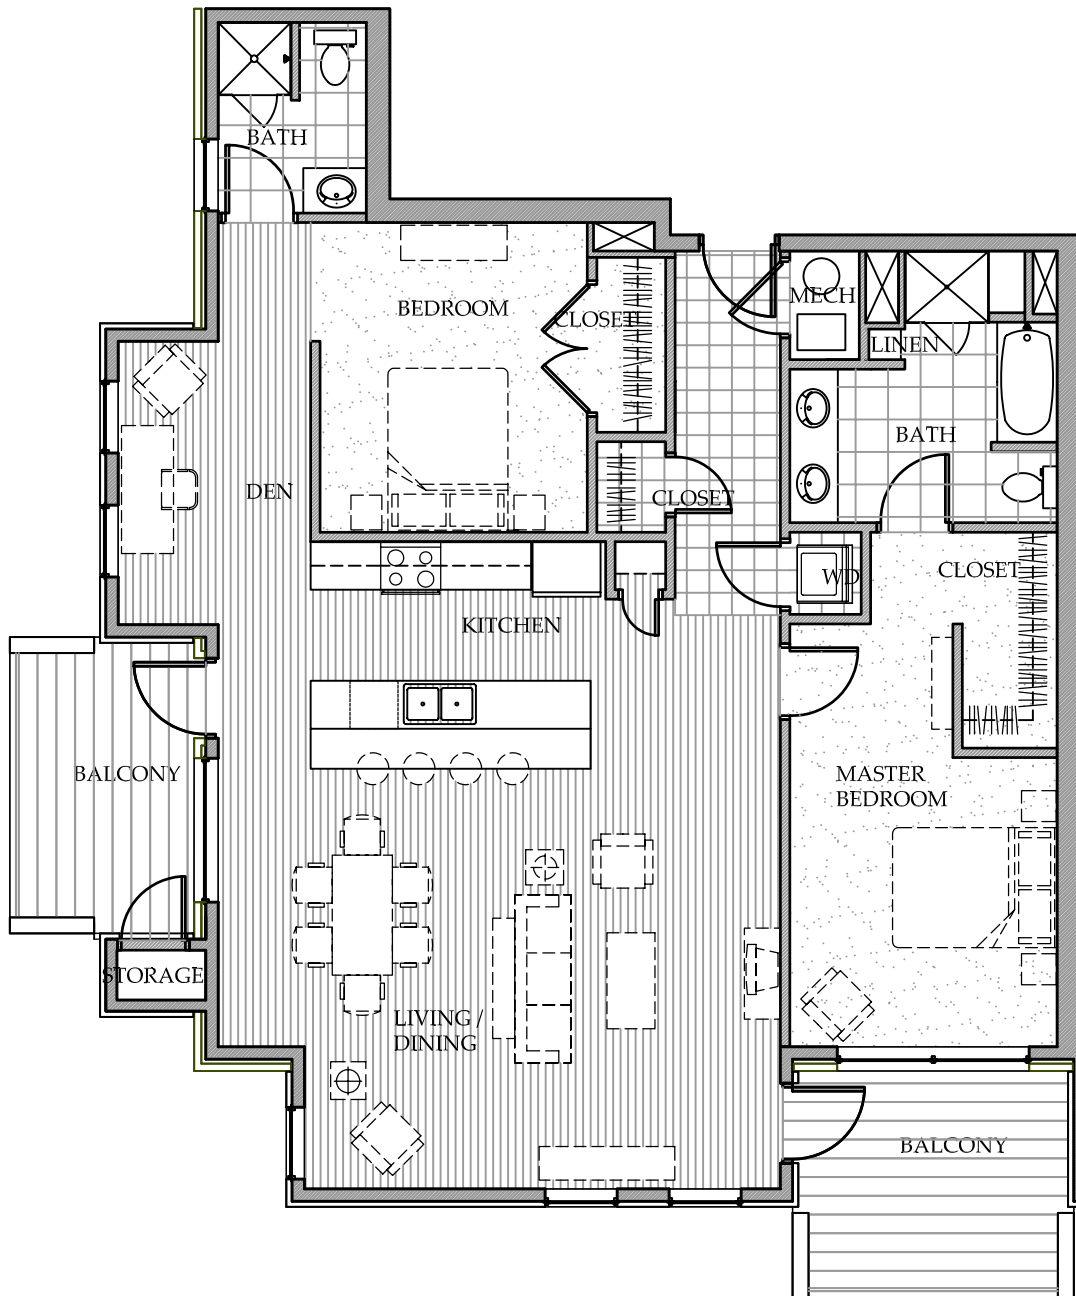 BATH
BEDROOM
CLOSET
MECH
LINEN
BATH
DEN
CLOSET
WD
CLOSET
KITCHEN
BALCONY
MASTER
BEDROOM
STORAGE
LIVING /
DINING
BALCONY